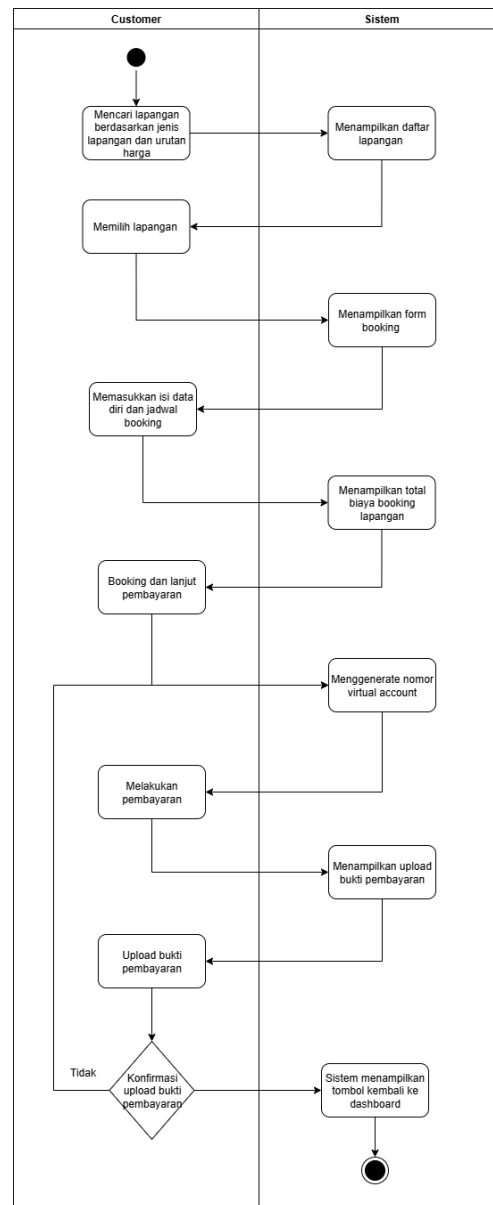 Customer
Sistem
Mencari lapangan
berdasarkan jenis
lapangan dan urutan
harga
Menampilkan daftar
lapangan
Memilih lapangan
Menampilkan form
booking
Memasukkan isi data
diri dan jadwal
booking
Menampilkan total
biaya booking
lapangan
Booking dan lanjut
pembayaran
Menggenerate nomor
virtual account
Melakukan
pembayaran
Menampilkan upload
bukti pembayaran
Upload bukti
pembayaran
Tidak
Konfirmasi
upload bukti
pembayaran
Sistem menampilkan
tombol kembali ke
dashboard